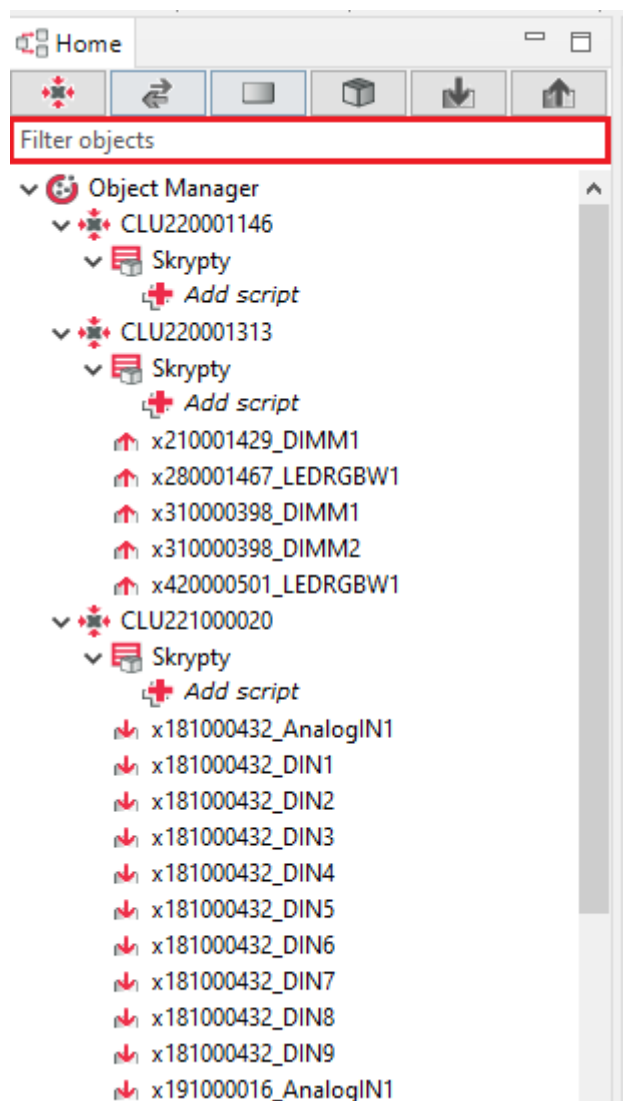 Home
Filter objects
Object Manager
CLU220001146
Skrypty
Add script
CLU220001313
Skrypty
Add script
x210001429_DIMM1
x280001467_LEDRGBW1
x310000398_DIMM1
x310000398_DIMM2
x420000501_LEDRGBW1
CLU221000020
Skrypty
Add script
x181000432_AnalogIN1
x181000432_DIN1
x181000432_DIN2
x181000432_DIN3
x181000432_DIN4
x181000432_DIN5
x181000432_DIN6
x181000432_DIN7
x181000432_DIN8
x181000432_DIN9
x191000016_AnalogIN1